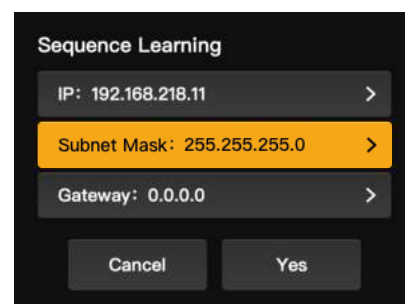 Sequence Learning
IP: 192.168.218.11 >
Subnet Mask: 255.255.255.0 >
Gateway: 0.0.0.0 >
Cancel Yes